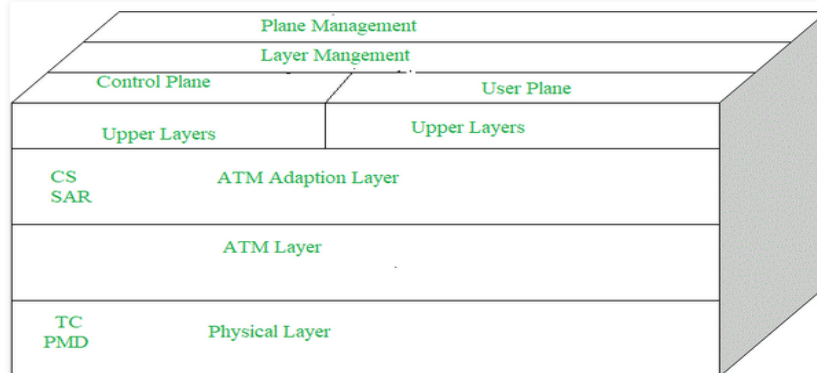 Plane Management
Layer Mangement
Control Plane
User Plane
Upper Layers
Upper Layers
CS
ATM Adaption Layer
SAR
ATM Layer
TC
Physical Layer
PMD